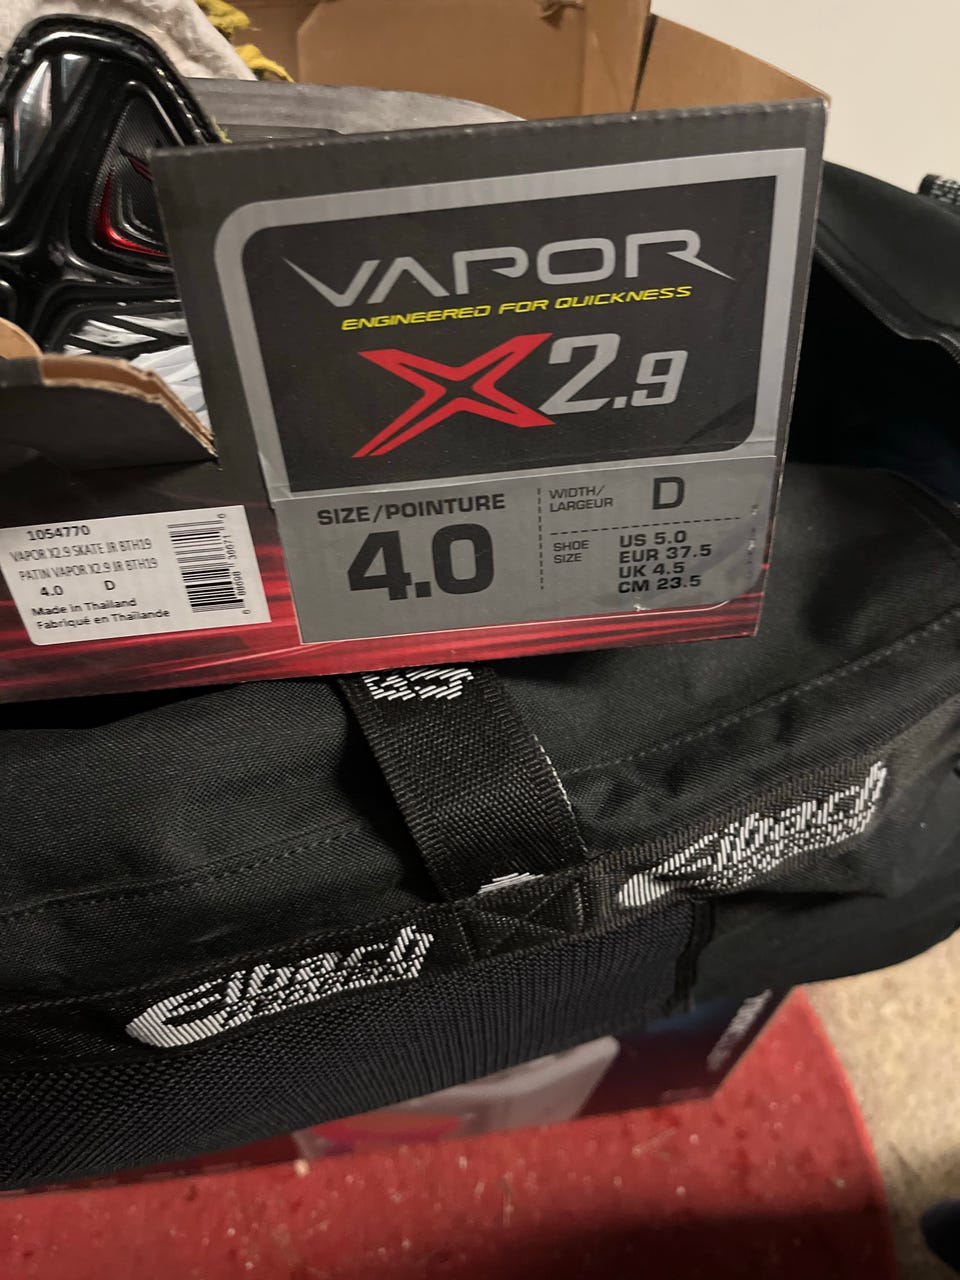 VAPOR
ENGINEERED FOR QUICKNESS
X2.9
SIZE/POINTURE
4.0
WIDTH/
LARGEUR
D
SHOE
SIZE
US 5.0
EUR 37.5
UK 4.5
CM 23.5
1054770
VAPOR X2.9 SKATE JR BTH19
PATIN VAPOR X2.9 JR BTH19
4.0 D
Made in Thailand
Fabriqué en Thaïlande